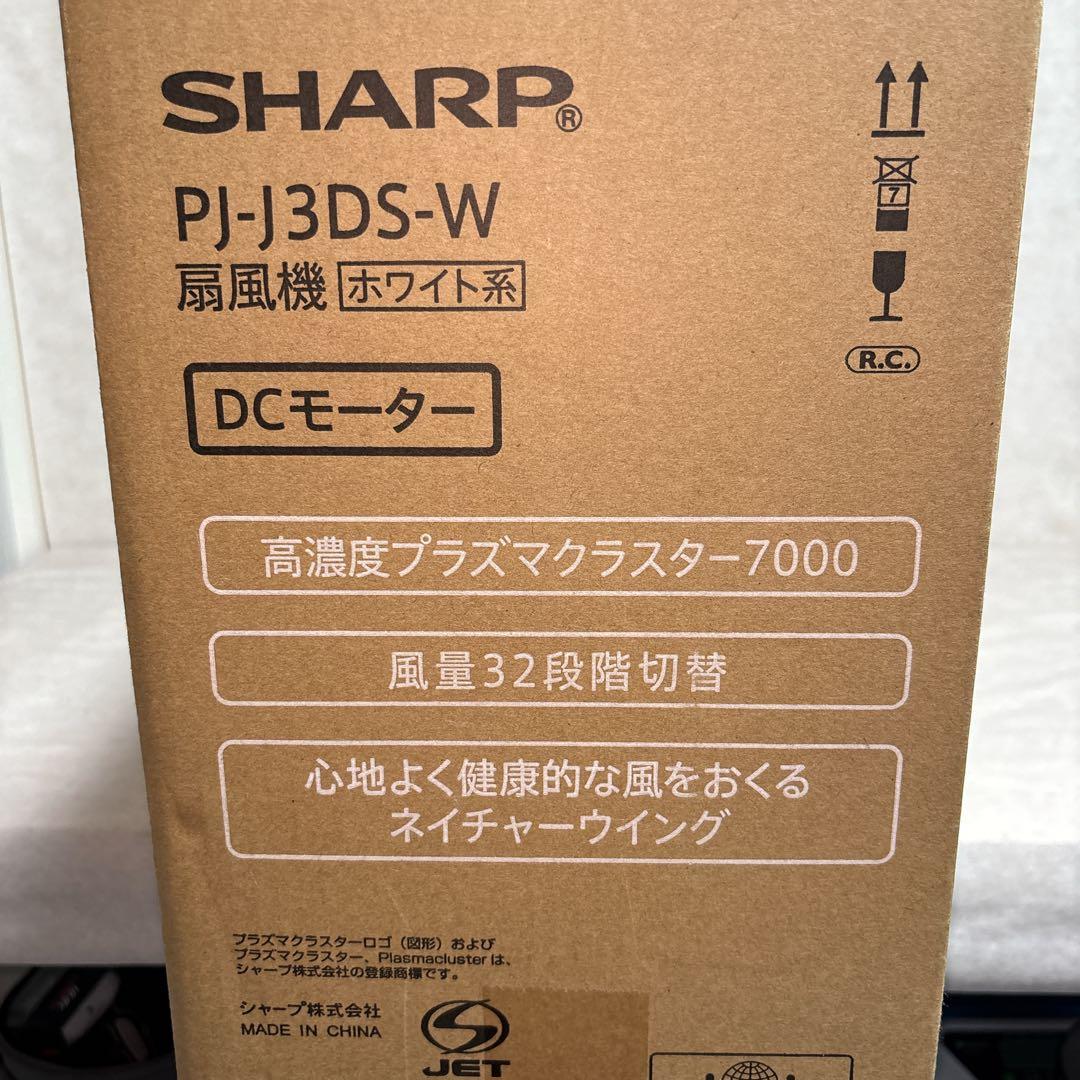 SHARP®
PJ-J3DS-W
扇風機 ホワイト系
7
R.C.
DCモーター
高濃度プラズマクラスター7000
風量32段階切替
心地よく健康的な風をおくる
ネイチャーウイング
プラズマクラスターロゴ（図形）および
プラズマクラスター、Plasmaclusterは、
シャープ株式会社の登録商標です。
シャープ株式会社
MADE IN CHINA
JET